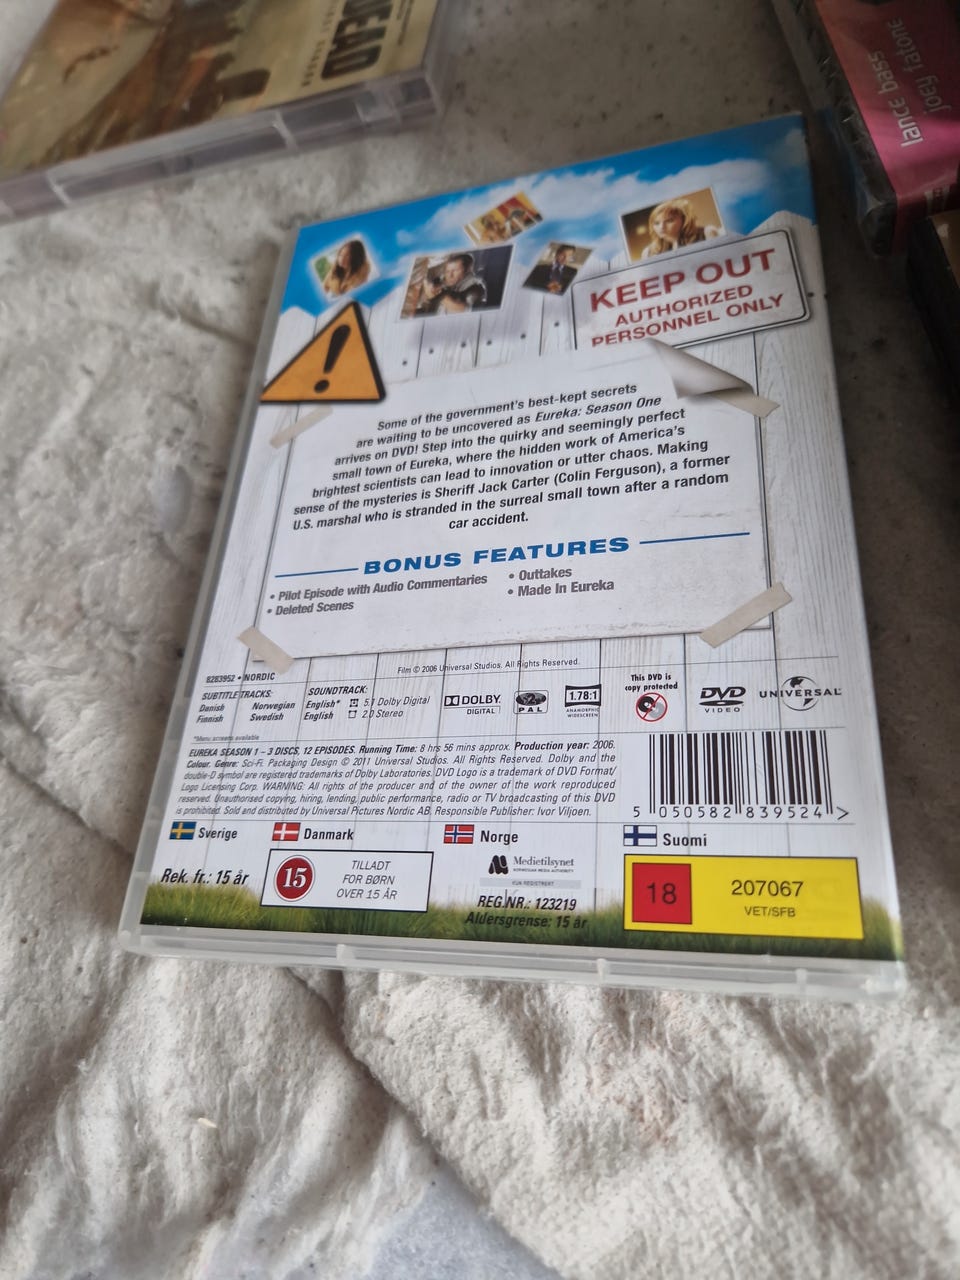 DEAD
lance bass
joey fatone
KEEP OUT
AUTHORIZED
PERSONNEL ONLY
Some of the government's best-kept secrets
are waiting to be uncovered as Eureka: Season One
arrives on DVD! Step into the quirky and seemingly perfect
small town of Eureka, where the hidden work of America's
brightest scientists can lead to innovation or utter chaos. Making
sense of the mysteries is Sheriff Jack Carter (Colin Ferguson), a former
U.S. marshal who is stranded in the surreal small town after a random
car accident.
BONUS FEATURES
• Pilot Episode with Audio Commentaries
• Deleted Scenes
• Outtakes
• Made In Eureka
Film © 2006 Universal Studios. All Rights Reserved.
8283952 • NORDIC
SUBTITLE TRACKS:
Danish Norwegian
Finnish Swedish
SOUNDTRACK:
English* 5.1 Dolby Digital
English 2.0 Stereo
DOLBY
DIGITAL
PAL
1.78:1
ANAMORPHIC
WIDESCREEN
This DVD is
copy protected
DVD
VIDEO
UNIVERSAL
*Menu screens available
EUREKA SEASON 1 – 3 DISCS, 12 EPISODES. Running Time: 8 hrs 56 mins approx. Production year: 2006.
Colour. Genre: Sci-Fi. Packaging Design © 2011 Universal Studios. All Rights Reserved. Dolby and the
double-D symbol are registered trademarks of Dolby Laboratories. DVD Logo is a trademark of DVD Format/
Logo Licensing Corp. WARNING: All rights of the producer and of the owner of the work reproduced
reserved. Unauthorised copying, hiring, lending, public performance, radio or TV broadcasting of this DVD
is prohibited. Sold and distributed by Universal Pictures Nordic AB. Responsible Publisher: Ivor Viljoen.
5 050582 839524 >
Sverige
Danmark
Norge
Suomi
Rek. fr.: 15 år
15
TILLADT
FOR BØRN
OVER 15 ÅR
Medietilsynet
NORWEGIAN MEDIA AUTHORITY
KUN REGISTRERT
REG.NR.: 123219
Aldersgrense: 15 år
18
207067
VET/SFB